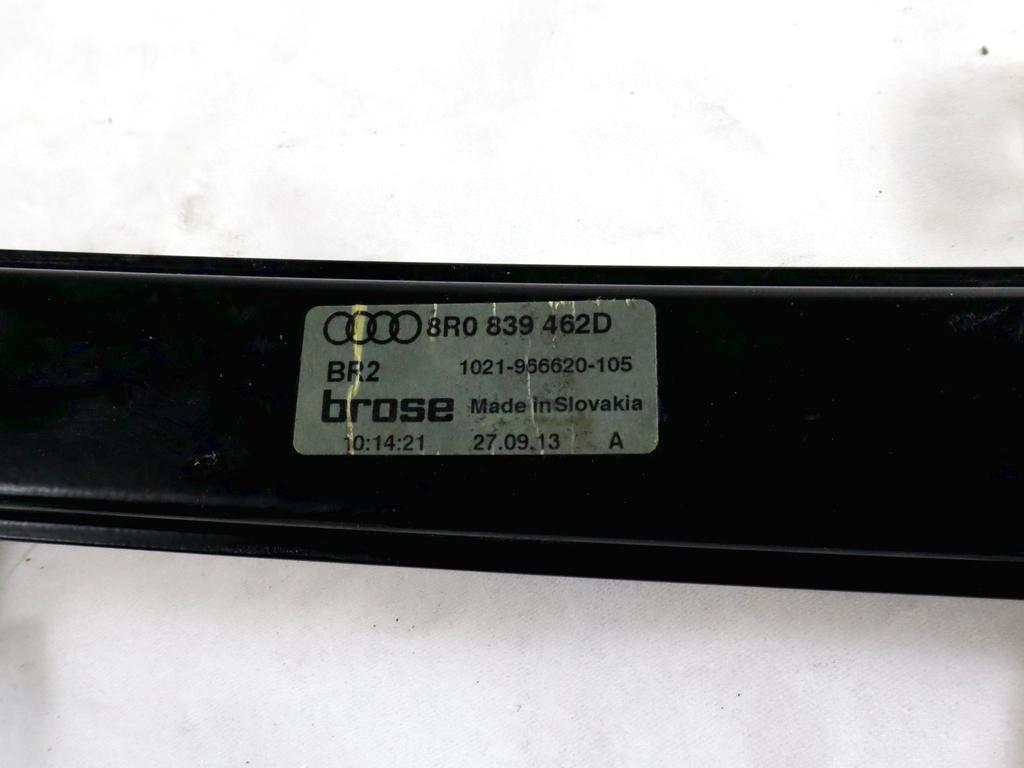 8R0 839 462D
BR2 1021-966620-105
brose Made in Slovakia
10:14:21 27.09.13 A